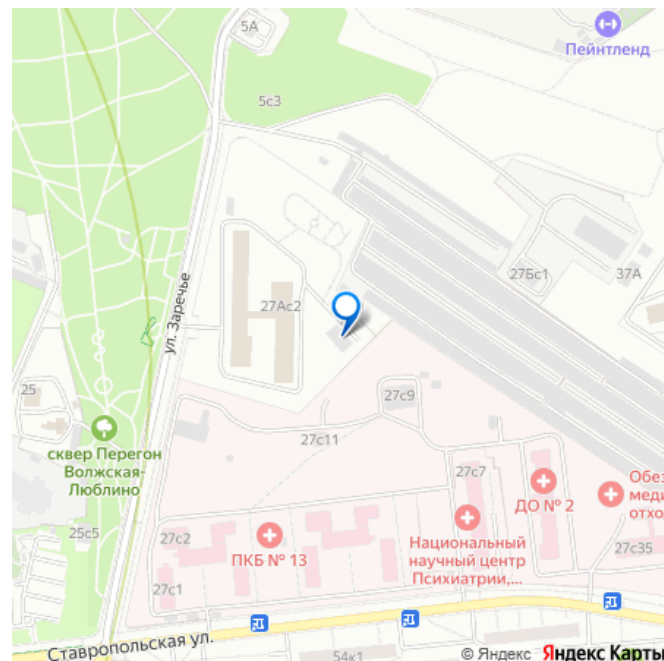 5А
Пейнтленд
5с3
27Бс1
37А
ул. Заречье
27Ас2
25
27с9
сквер Перегон
Волжская-
Люблино
27с11
27с7
ДО № 2
Обез
меди
отход
25с5
27с2
ПКБ № 13
Национальный
научный центр
Психиатрии,...
27с35
27с1
Ставропольская ул.
54к1
© Яндекс Яндекс Карты